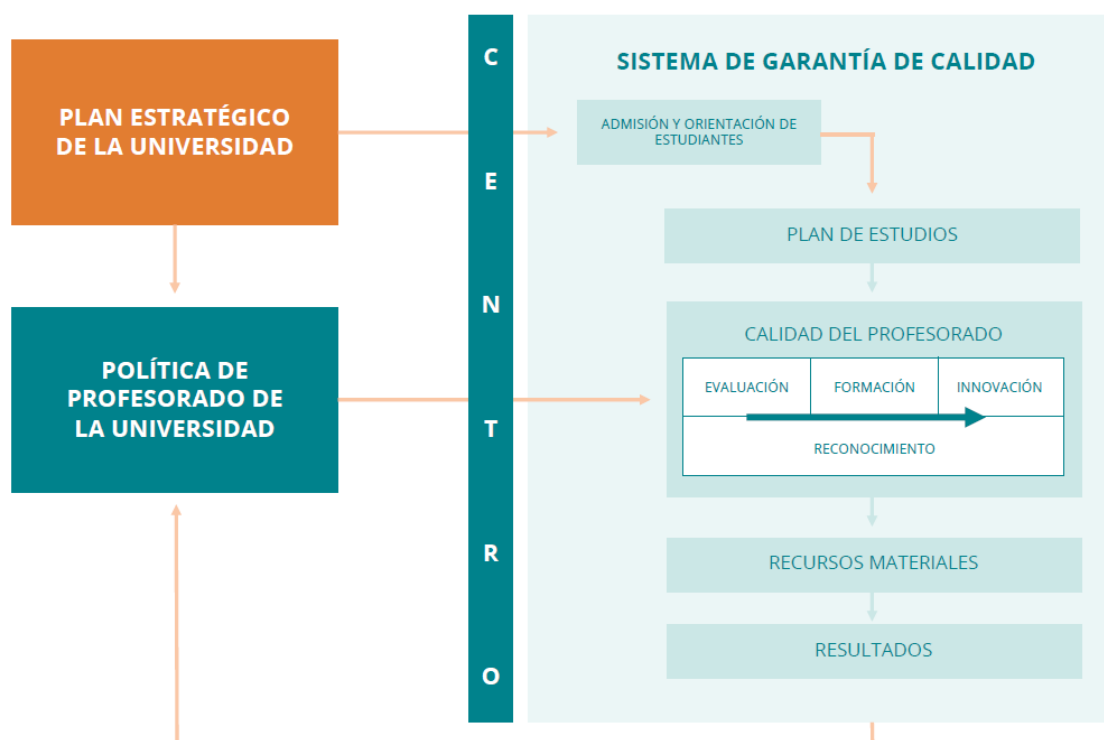 PLAN ESTRATÉGICO
DE LA UNIVERSIDAD
POLÍTICA DE
PROFESORADO DE
LA UNIVERSIDAD
C
E
N
T
R
O
SISTEMA DE GARANTÍA DE CALIDAD
ADMISIÓN Y ORIENTACIÓN DE
ESTUDIANTES
PLAN DE ESTUDIOS
CALIDAD DEL PROFESORADO
EVALUACIÓN
FORMACIÓN
INNOVACIÓN
RECONOCIMIENTO
RECURSOS MATERIALES
RESULTADOS